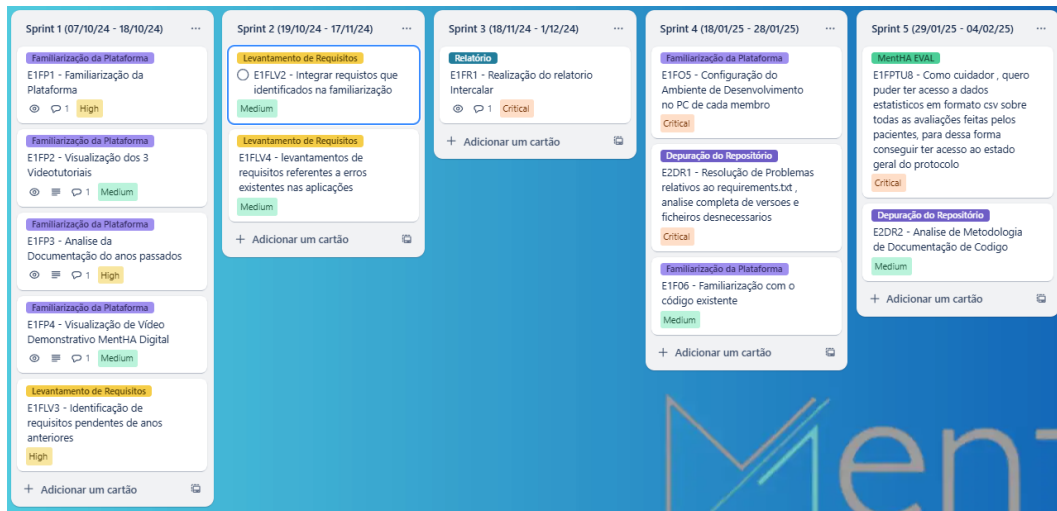 Sprint 1 (07/10/24 - 18/10/24)
Familiarização da Plataforma
E1FP1 - Familiarização da
Plataforma
1 High
Familiarização da Plataforma
E1FP2 - Visualização dos 3
Videotutoriais
1 Medium
Familiarização da Plataforma
E1FP3 - Analise da
Documentação do anos passados
1 High
Familiarização da Plataforma
E1FP4 - Visualização de Vídeo
Demonstrativo MentHA Digital
1 Medium
Levantamento de Requisitos
E1FLV3 - Identificação de
requisitos pendentes de anos
anteriores
High
+ Adicionar um cartão
Sprint 2 (19/10/24 - 17/11/24)
Levantamento de Requisitos
E1FLV2 - Integrar requistos que
identificados na familiarização
Medium
Levantamento de Requisitos
E1FLV4 - levantamentos de
requisitos referentes a erros
existentes nas aplicações
Medium
+ Adicionar um cartão
Sprint 3 (18/11/24 - 1/12/24)
Relatório
E1FR1 - Realização do relatorio
Intercalar
1 Critical
+ Adicionar um cartão
Sprint 4 (18/01/25 - 28/01/25)
Familiarização da Plataforma
E1FO5 - Configuração do
Ambiente de Desenvolvimento
no PC de cada membro
Critical
Depuração do Repositório
E2DR1 - Resolução de Problemas
relativos ao requirements.txt ,
analise completa de versoes e
ficheiros desnecessarios
Critical
Familiarização da Plataforma
E1F06 - Familiarização com o
código existente
Medium
+ Adicionar um cartão
Sprint 5 (29/01/25 - 04/02/25)
MentHA EVAL
E1FPTU8 - Como cuidador , quero
puder ter acesso a dados
estatisticos em formato csv sobre
todas as avaliações feitas pelos
pacientes, para dessa forma
conseguir ter acesso ao estado
geral do protocolo
Critical
Depuração do Repositório
E2DR2 - Analise de Metodologia
de Documentação de Codigo
Medium
+ Adicionar um cartão
Ment